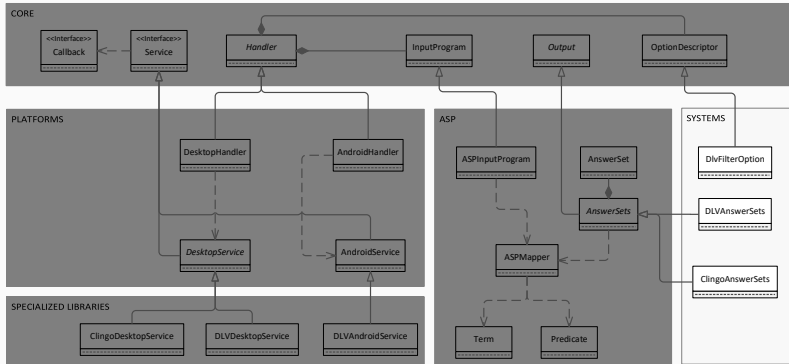 CORE
<<Interface>>
Callback
<<Interface>>
Service
Handler
InputProgram
Output
OptionDescriptor
PLATFORMS
DesktopHandler
AndroidHandler
DesktopService
AndroidService
ASP
ASPInputProgram
AnswerSet
AnswerSets
ASPMapper
Term
Predicate
SYSTEMS
DlvFilterOption
DLVAnswerSets
ClingoAnswerSets
SPECIALIZED LIBRARIES
ClingoDesktopService
DLVDesktopService
DLVAndroidService